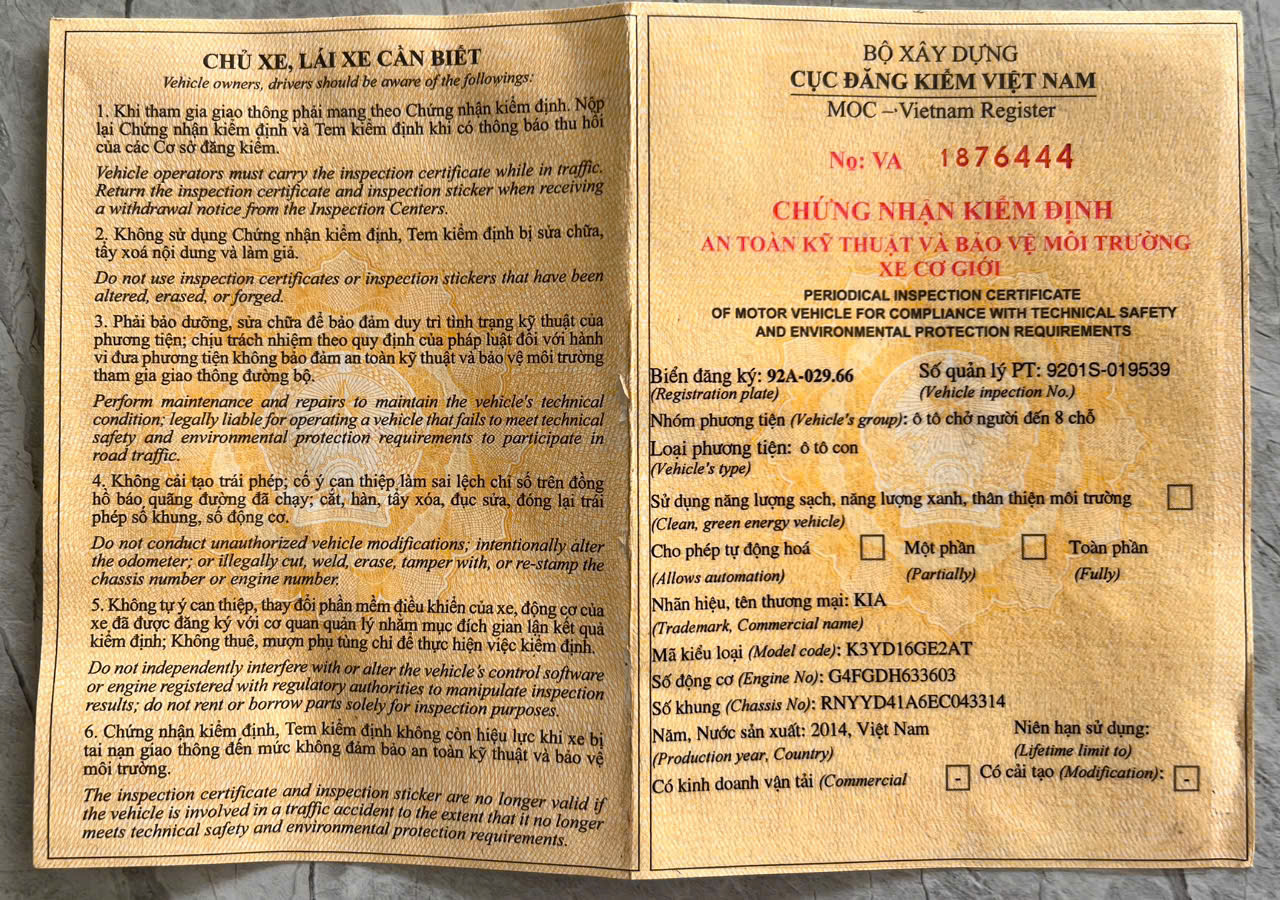 CHỦ XE, LÁI XE CẦN BIẾT
Vehicle owners, drivers should be aware of the followings:
1. Khi tham gia giao thông phải mang theo Chứng nhận kiểm định. Nộp
lại Chứng nhận kiểm định và Tem kiểm định khi có thông báo thu hồi
của các Cơ sở đăng kiểm.
Vehicle operators must carry the inspection certificate while in traffic.
Return the inspection certificate and inspection sticker when receiving
a withdrawal notice from the Inspection Centers.
2. Không sử dụng Chứng nhận kiểm định, Tem kiểm định bị sửa chữa,
tẩy xoá nội dung và làm giả.
Do not use inspection certificates or inspection stickers that have been
altered, erased, or forged.
3. Phải bảo dưỡng, sửa chữa để bảo đảm duy trì tình trạng kỹ thuật của
phương tiện; chịu trách nhiệm theo quy định của pháp luật đối với hành
vi đưa phương tiện không bảo đảm an toàn kỹ thuật và bảo vệ môi trường
tham gia giao thông đường bộ.
Perform maintenance and repairs to maintain the vehicle's technical
condition; legally liable for operating a vehicle that fails to meet technical
safety and environmental protection requirements to participate in
road traffic.
4. Không cải tạo trái phép; cố ý can thiệp làm sai lệch chỉ số trên đồng
hồ báo quãng đường đã chạy; cắt, hàn, tẩy xóa, đục sửa, đóng lại trái
phép số khung, số động cơ.
Do not conduct unauthorized vehicle modifications; intentionally alter
the odometer; or illegally cut, weld, erase, tamper with, or re-stamp the
chassis number or engine number.
5. Không tự ý can thiệp, thay đổi phần mềm điều khiển của xe, động cơ của
xe đã được đăng ký với cơ quan quản lý nhằm mục đích gian lận kết quả
kiểm định; Không thuê, mượn phụ tùng chỉ để thực hiện việc kiểm định.
Do not independently interfere with or alter the vehicle's control software
or engine registered with regulatory authorities to manipulate inspection
results; do not rent or borrow parts solely for inspection purposes.
6. Chứng nhận kiểm định, Tem kiểm định không còn hiệu lực khi xe bị
tai nạn giao thông đến mức không đảm bảo an toàn kỹ thuật và bảo vệ
môi trường.
The inspection certificate and inspection sticker are no longer valid if
the vehicle is involved in a traffic accident to the extent that it no longer
meets technical safety and environmental protection requirements.
BỘ XÂY DỰNG
CỤC ĐĂNG KIỂM VIỆT NAM
MOC – Vietnam Register
Nọ: VA 1876444
CHỨNG NHẬN KIỂM ĐỊNH
AN TOÀN KỸ THUẬT VÀ BẢO VỆ MÔI TRƯỜNG
XE CƠ GIỚI
PERIODICAL INSPECTION CERTIFICATE
OF MOTOR VEHICLE FOR COMPLIANCE WITH TECHNICAL SAFETY
AND ENVIRONMENTAL PROTECTION REQUIREMENTS
Biển đăng ký: 92A-029.66 Số quản lý PT: 9201S-019539
(Registration plate) (Vehicle inspection No.)
Nhóm phương tiện (Vehicle's group): ô tô chở người đến 8 chỗ
Loại phương tiện: ô tô con
(Vehicle's type)
Sử dụng năng lượng sạch, năng lượng xanh, thân thiện môi trường
(Clean, green energy vehicle)
Cho phép tự động hoá Một phần Toàn phần
(Allows automation) (Partially) (Fully)
Nhãn hiệu, tên thương mại: KIA
(Trademark, Commercial name)
Mã kiểu loại (Model code): K3YD16GE2AT
Số động cơ (Engine No): G4FGDH633603
Số khung (Chassis No): RNYYD41A6EC043314
Năm, Nước sản xuất: 2014, Việt Nam Niên hạn sử dụng:
(Production year, Country) (Lifetime limit to)
Có kinh doanh vận tải (Commercial - Có cải tạo (Modification): -